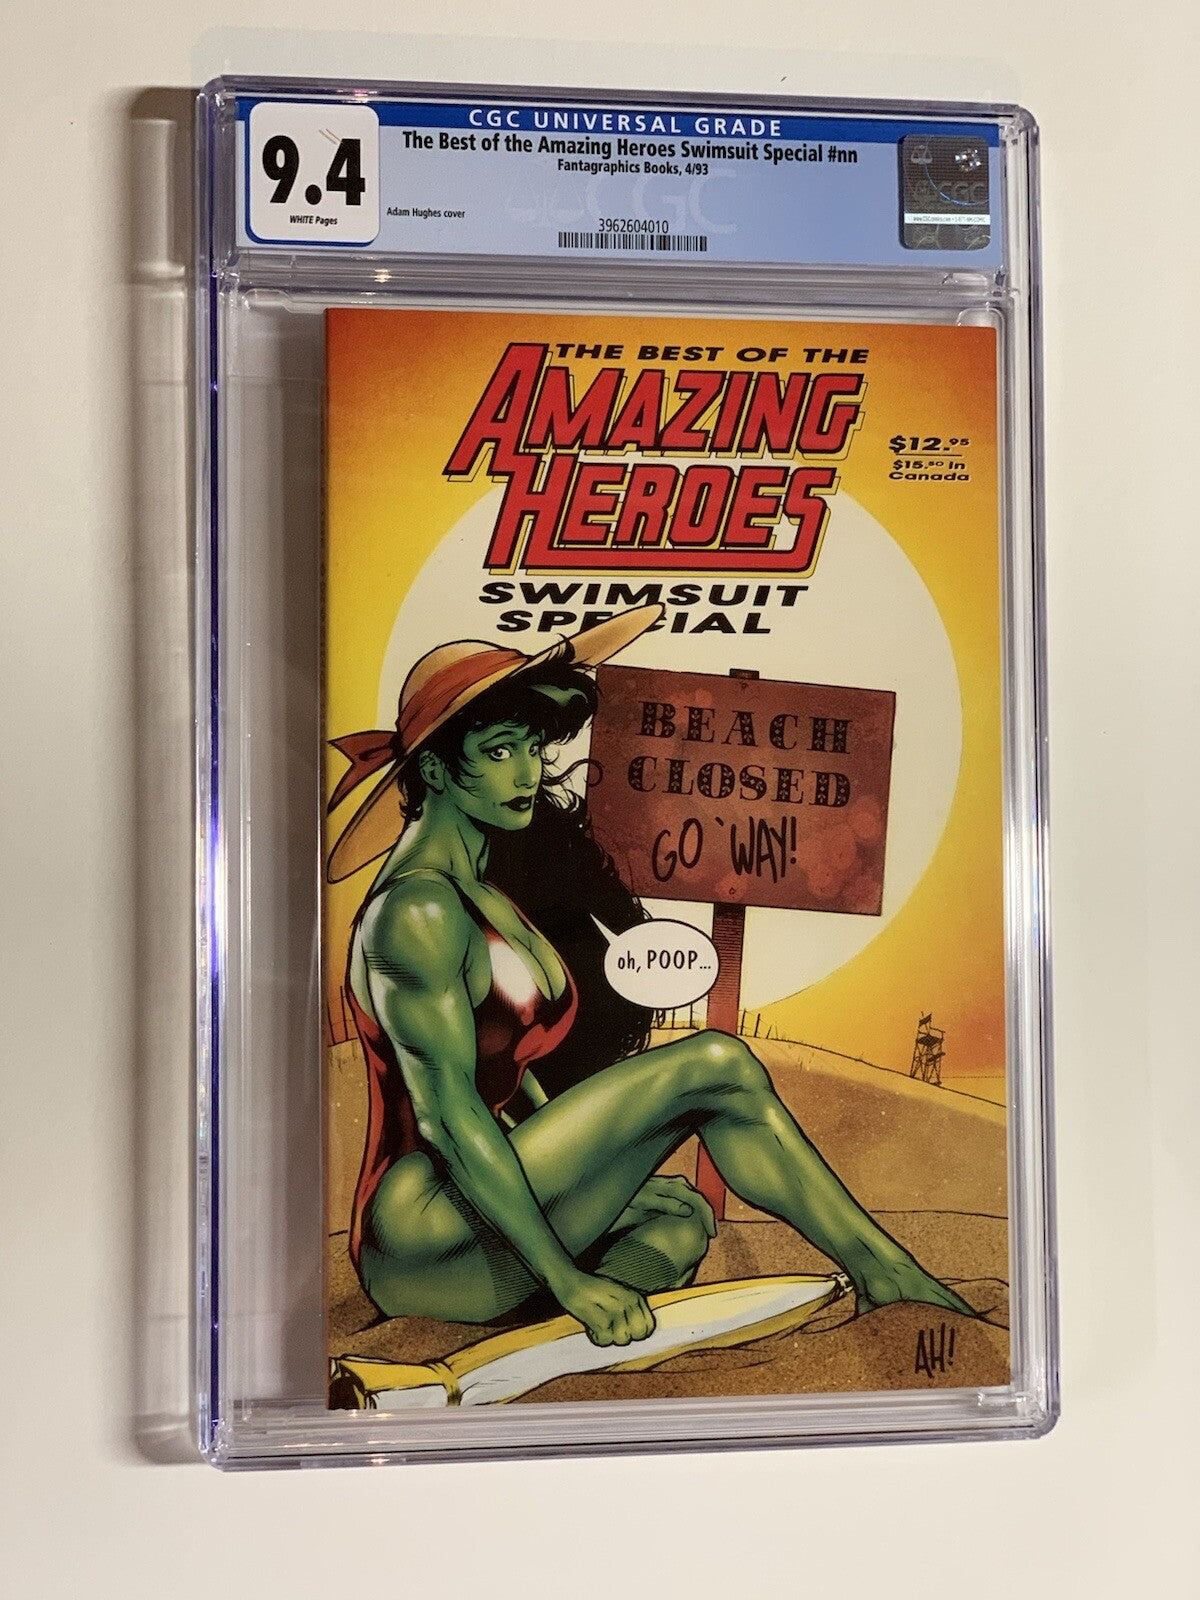 CGC UNIVERSAL GRADE
9.4
WHITE Pages
The Best of the Amazing Heroes Swimsuit Special #nn
Fantagraphics Books, 4/93
Adam Hughes cover
3962604010
CGC
CGC
THE BEST OF THE
AMAZING
HEROES
SWIMSUIT
SPECIAL
$12.95
$15.50 in
Canada
BEACH
CLOSED
GO 'WAY!
oh, POOP...
AH!